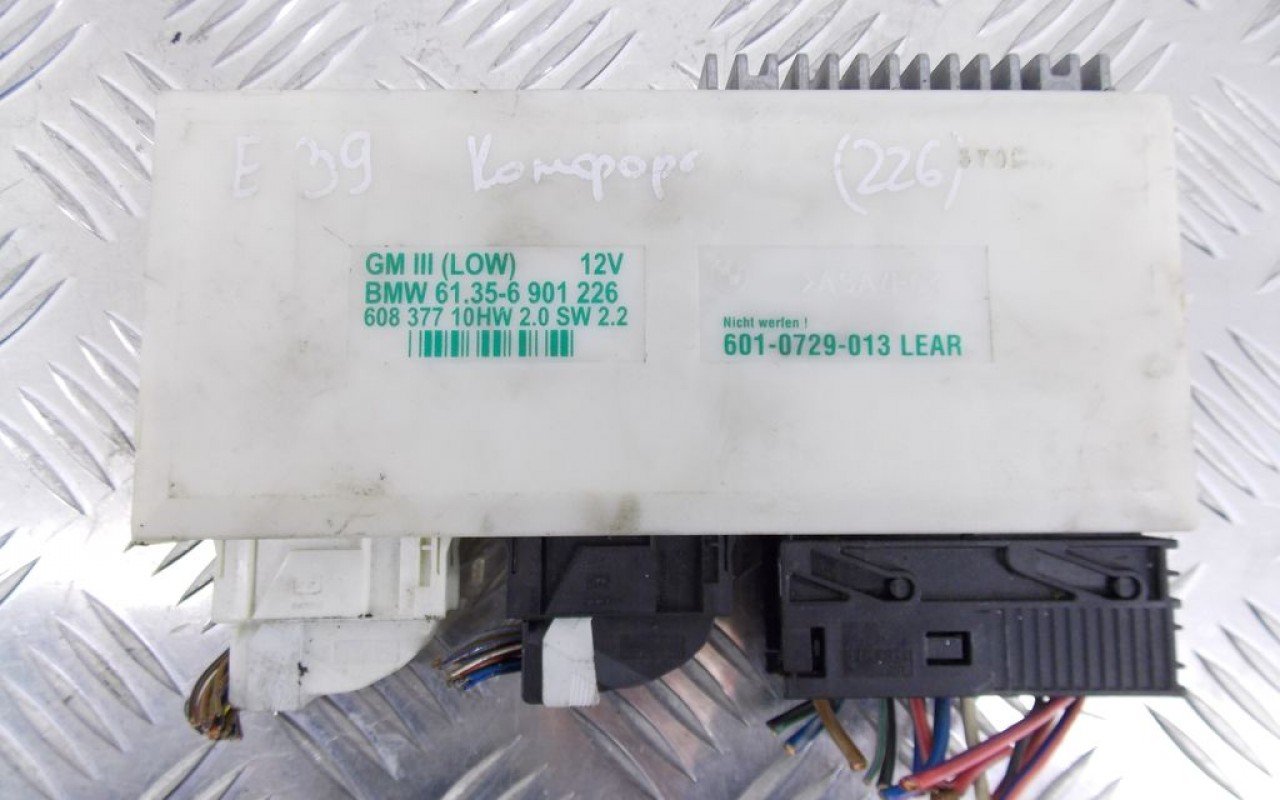 E 39 Комфорт (226)
GM III (LOW) 12V
BMW 61.35-6 901 226
608 377 10HW 2.0 SW 2.2
Nicht werfen !
601-0729-013 LEAR